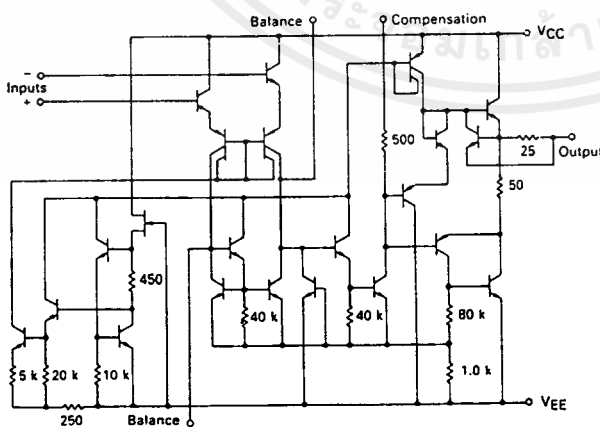 Balance
Compensation
VCC
Inputs
−
+
500
25
Output
50
450
40 k
40 k
80 k
5 k
20 k
10 k
1.0 k
250
Balance
VEE